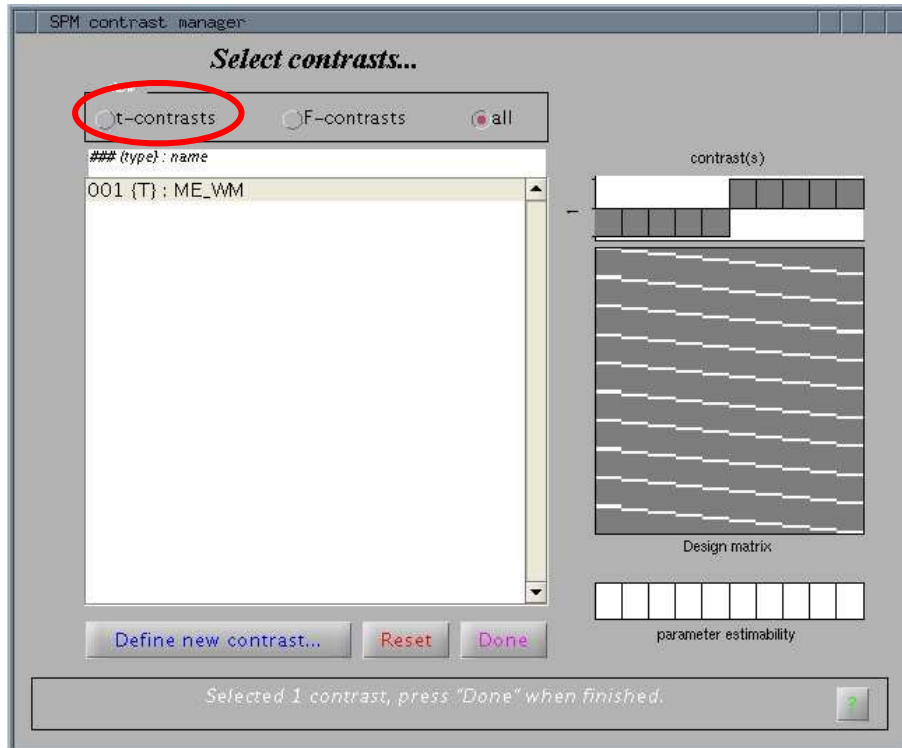 SPM contrast manager
Select contrasts...
t-contrasts
F-contrasts
all
### {type} : name
001 {T} : ME_WM
contrast(s)
1
Design matrix
parameter estimability
Define new contrast...
Reset
Done
Selected 1 contrast, press "Done" when finished.
?